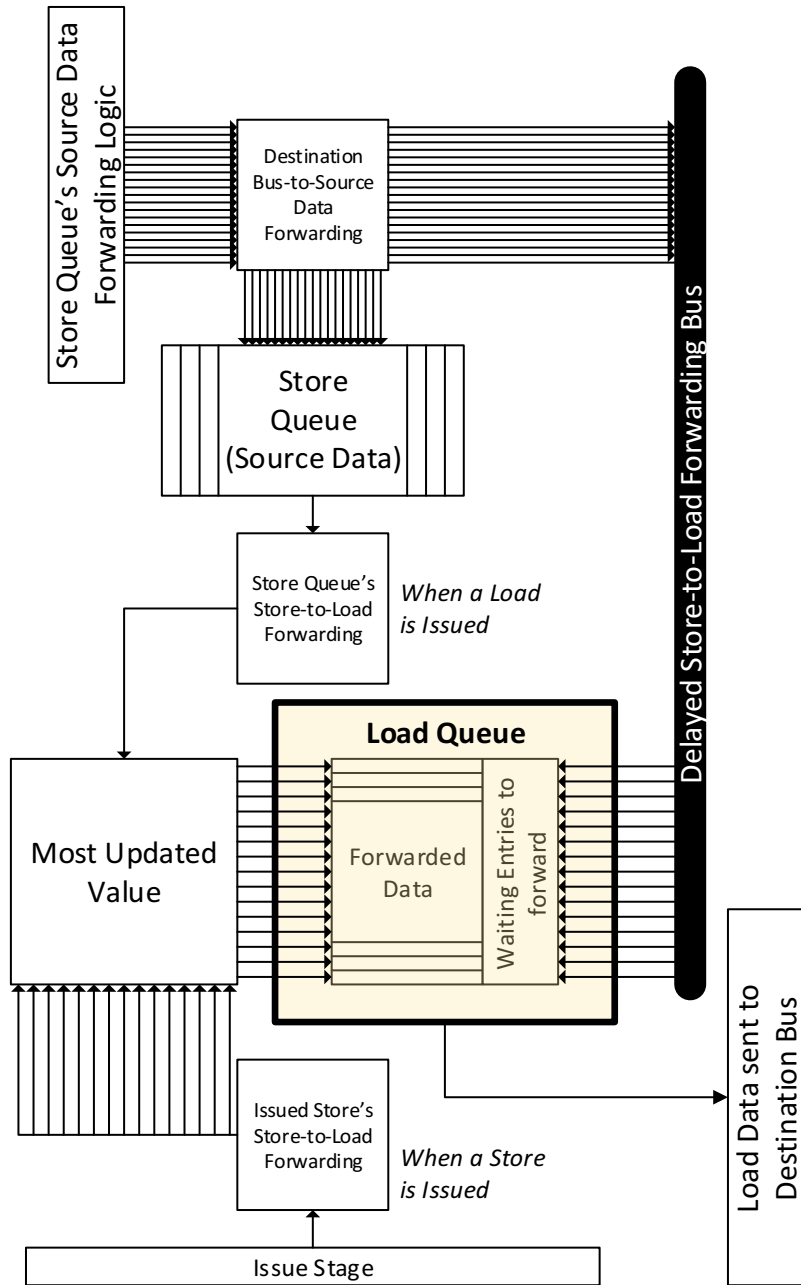 Store Queue's Source Data
Forwarding Logic
Destination
Bus-to-Source
Data
Forwarding
Delayed Store-to-Load Forwarding Bus
Store
Queue
(Source Data)
Store Queue's
Store-to-Load
Forwarding
When a Load
is Issued
Load Queue
Most Updated
Value
Forwarded
Data
Waiting Entries to
forward
Load Data sent to
Destination Bus
Issued Store's
Store-to-Load
Forwarding
When a Store
is Issued
Issue Stage